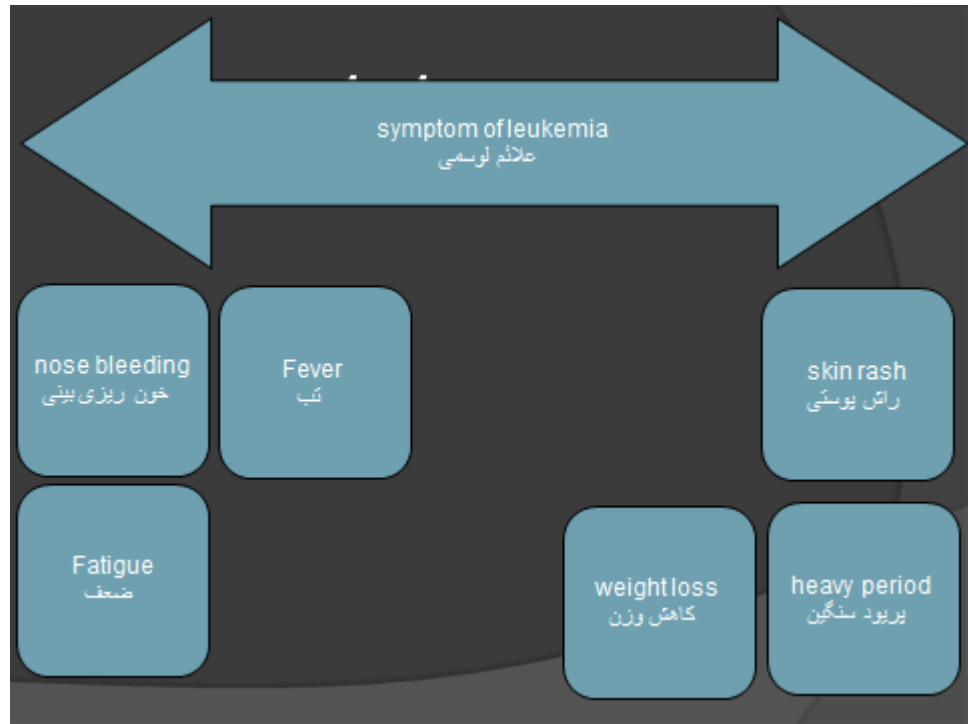 symptom of leukemia
علائم لوسمی
nose bleeding
خون ریزی بینی
Fever
تب
skin rash
راش پوستی
Fatigue
ضعف
weight loss
کاهش وزن
heavy period
پریود سنگین